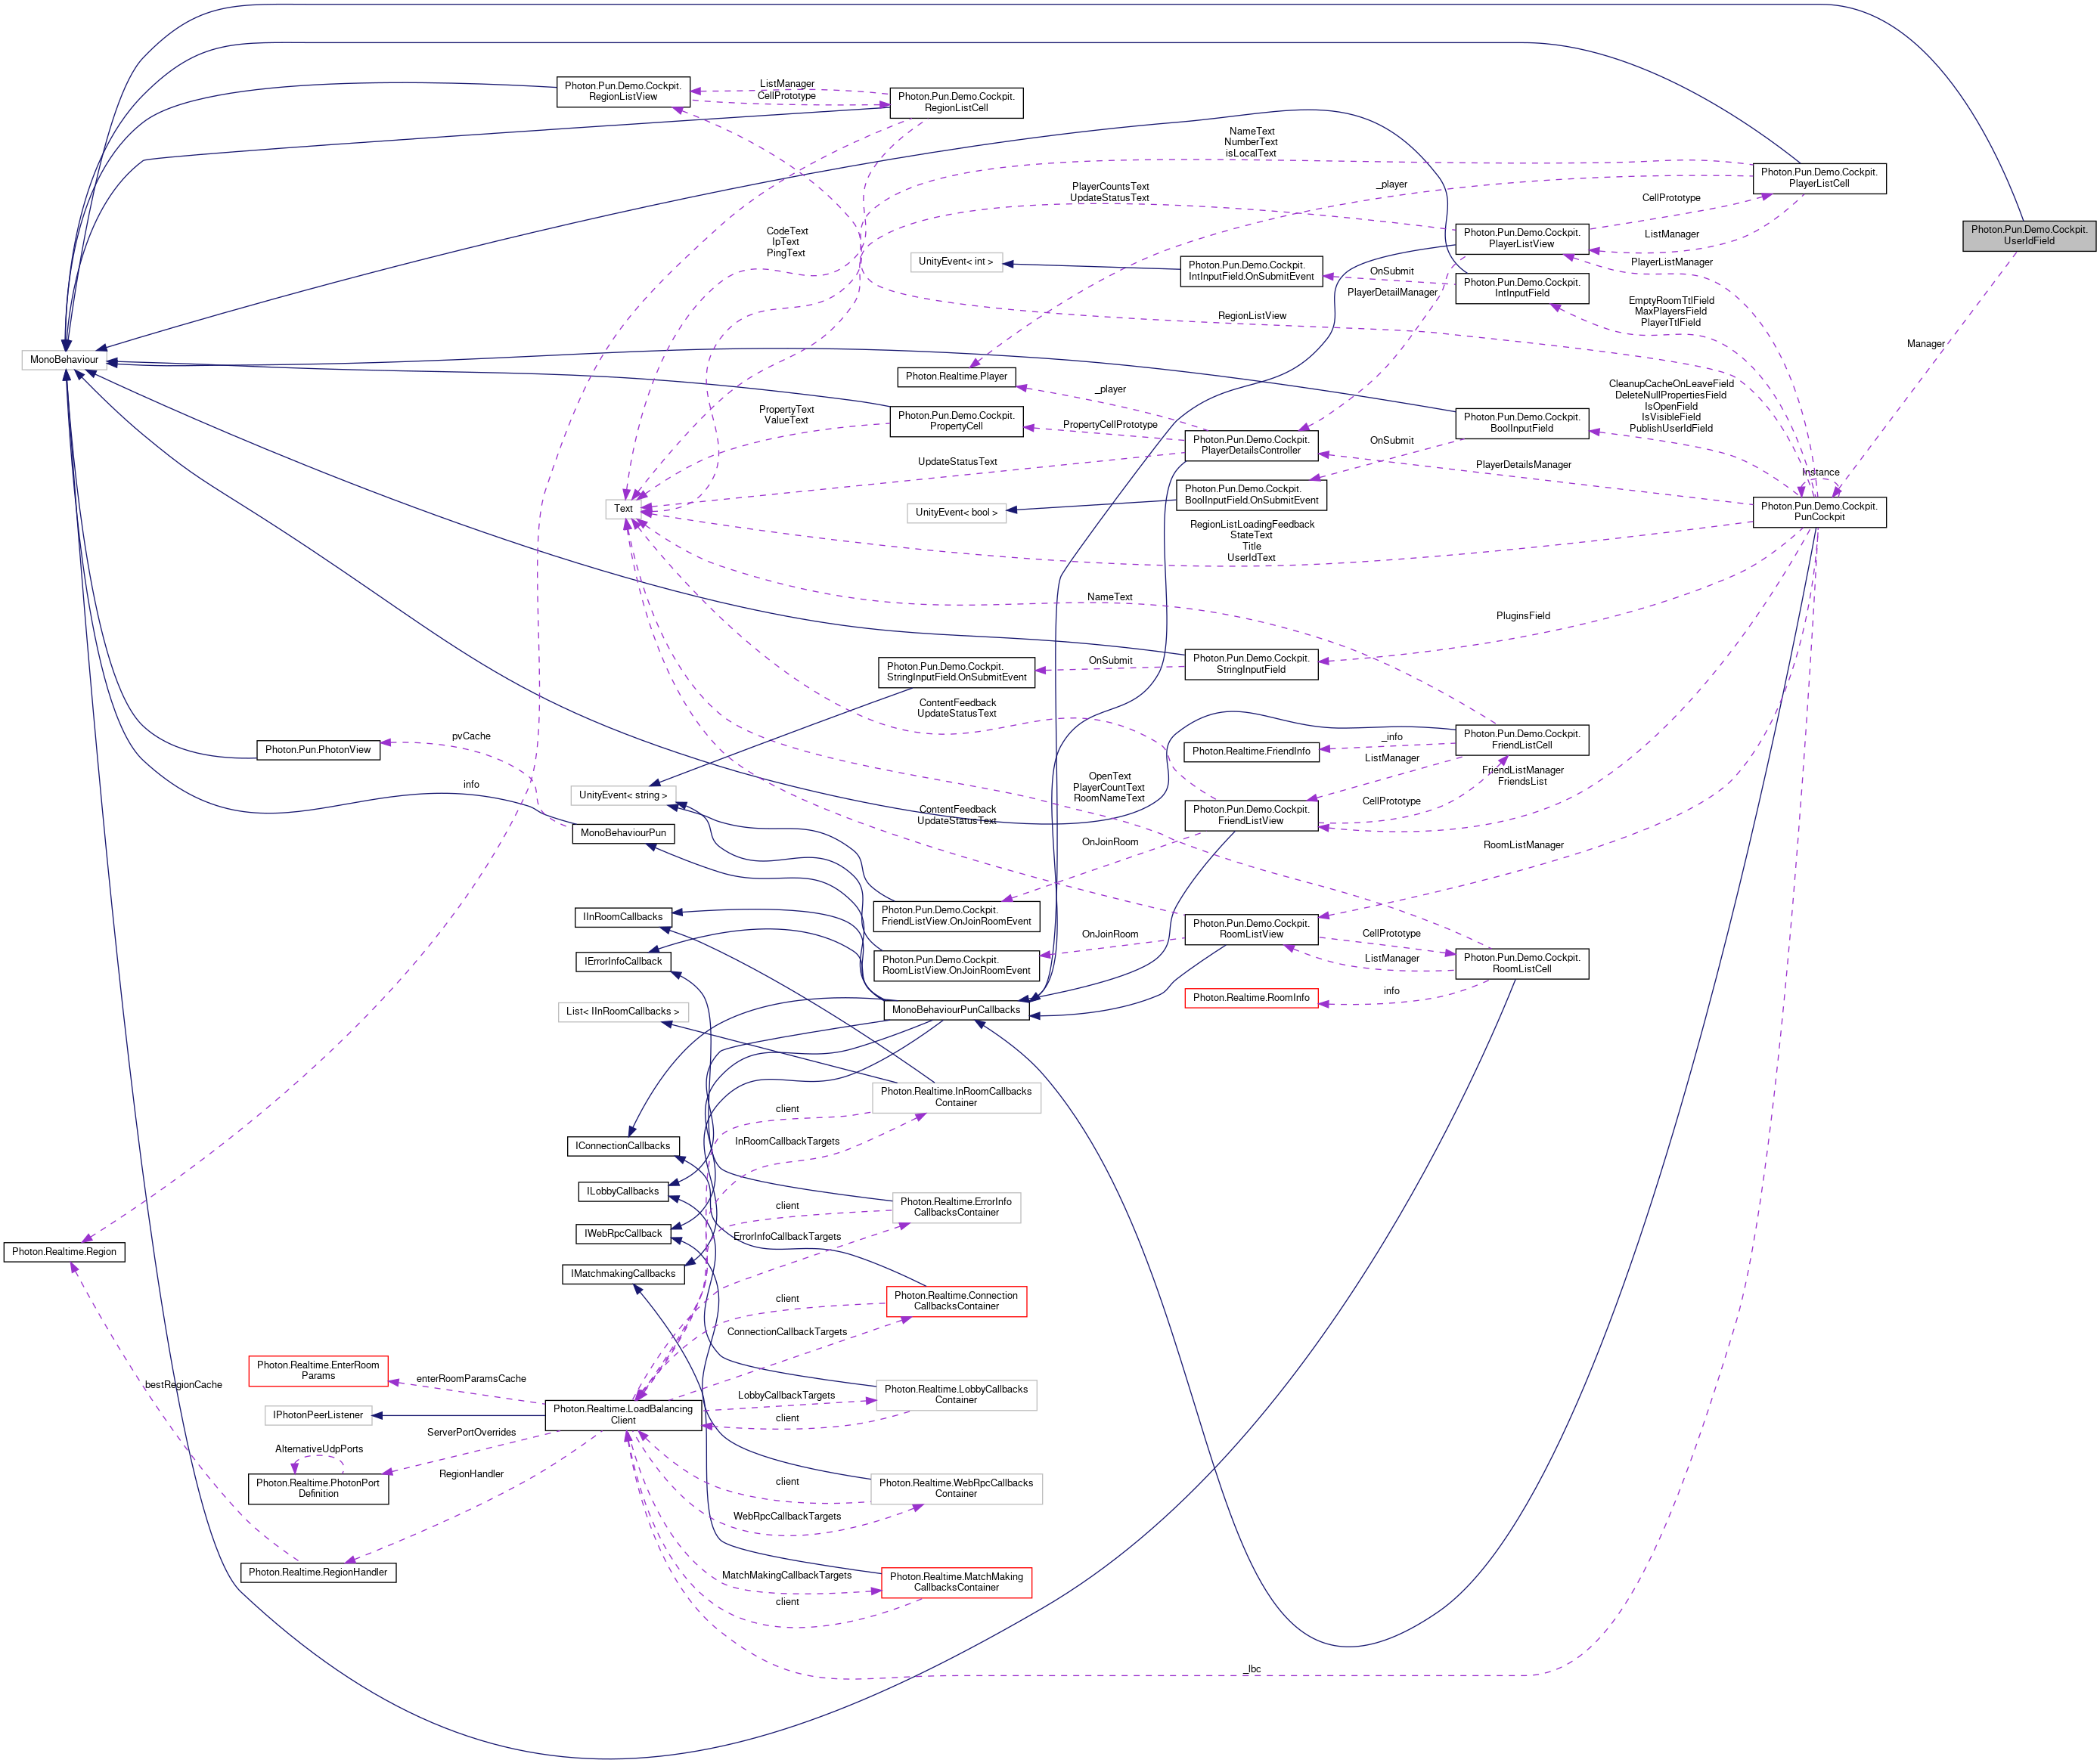 Photon.Pun.Demo.Cockpit.
RegionListView
ListManager
CellPrototype
Photon.Pun.Demo.Cockpit.
RegionListCell
NameText
NumberText
isLocalText
Photon.Pun.Demo.Cockpit.
PlayerListCell
_player
PlayerCountsText
UpdateStatusText
CellPrototype
Photon.Pun.Demo.Cockpit.
UserIdField
CodeText
IpText
PingText
Photon.Pun.Demo.Cockpit.
PlayerListView
ListManager
UnityEvent< int >
Photon.Pun.Demo.Cockpit.
IntInputField.OnSubmitEvent
OnSubmit
PlayerListManager
PlayerDetailManager
Photon.Pun.Demo.Cockpit.
IntInputField
EmptyRoomTtlField
MaxPlayersField
PlayerTtlField
RegionListView
Manager
MonoBehaviour
Photon.Realtime.Player
_player
CleanupCacheOnLeaveField
DeleteNullPropertiesField
IsOpenField
IsVisibleField
PublishUserIdField
PropertyText
ValueText
Photon.Pun.Demo.Cockpit.
PropertyCell
PropertyCellPrototype
Photon.Pun.Demo.Cockpit.
PlayerDetailsController
OnSubmit
Photon.Pun.Demo.Cockpit.
BoolInputField
UpdateStatusText
PlayerDetailsManager
Instance
Text
UnityEvent< bool >
Photon.Pun.Demo.Cockpit.
BoolInputField.OnSubmitEvent
Photon.Pun.Demo.Cockpit.
PunCockpit
RegionListLoadingFeedback
StateText
Title
UserIdText
NameText
PluginsField
Photon.Pun.Demo.Cockpit.
StringInputField.OnSubmitEvent
OnSubmit
Photon.Pun.Demo.Cockpit.
StringInputField
ContentFeedback
UpdateStatusText
pvCache
Photon.Pun.PhotonView
Photon.Realtime.FriendInfo
_info
Photon.Pun.Demo.Cockpit.
FriendListCell
ListManager
FriendListManager
FriendsList
info
UnityEvent< string >
OpenText
PlayerCountText
RoomNameText
CellPrototype
ContentFeedback
UpdateStatusText
Photon.Pun.Demo.Cockpit.
FriendListView
MonoBehaviourPun
OnJoinRoom
RoomListManager
IInRoomCallbacks
Photon.Pun.Demo.Cockpit.
FriendListView.OnJoinRoomEvent
OnJoinRoom
Photon.Pun.Demo.Cockpit.
RoomListView
CellPrototype
IErrorInfoCallback
Photon.Pun.Demo.Cockpit.
RoomListView.OnJoinRoomEvent
ListManager
Photon.Pun.Demo.Cockpit.
RoomListCell
List< IInRoomCallbacks >
MonoBehaviourPunCallbacks
Photon.Realtime.RoomInfo
info
Photon.Realtime.InRoomCallbacks
Container
client
IConnectionCallbacks
InRoomCallbackTargets
ILobbyCallbacks
Photon.Realtime.ErrorInfo
CallbacksContainer
client
IWebRpcCallback
ErrorInfoCallbackTargets
Photon.Realtime.Region
IMatchmakingCallbacks
Photon.Realtime.Connection
CallbacksContainer
client
ConnectionCallbackTargets
Photon.Realtime.EnterRoom
Params
enterRoomParamsCache
bestRegionCache
LobbyCallbackTargets
Photon.Realtime.LobbyCallbacks
Container
client
IPhotonPeerListener
Photon.Realtime.LoadBalancing
Client
ServerPortOverrides
AlternativeUdpPorts
RegionHandler
Photon.Realtime.PhotonPort
Definition
client
Photon.Realtime.WebRpcCallbacks
Container
WebRpcCallbackTargets
Photon.Realtime.RegionHandler
MatchMakingCallbackTargets
Photon.Realtime.MatchMaking
CallbacksContainer
client
_lbc